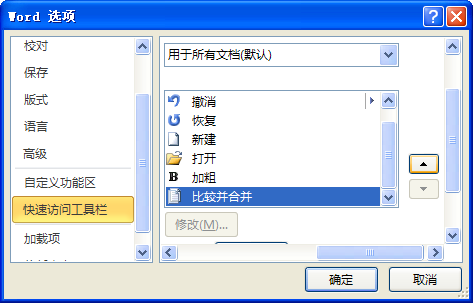 Word 选项
校对
保存
版式
语言
高级
自定义功能区
快速访问工具栏
加载项
用于所有文档(默认)
撤消
恢复
新建
打开
B 加粗
比较并合并
修改(M)...
确定
取消